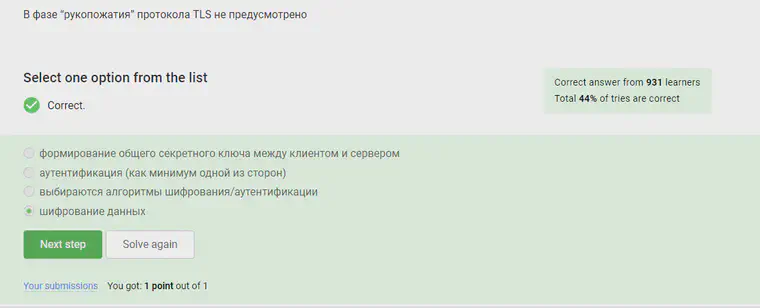 В фазе "рукопожатия" протокола TLS не предусмотрено
Select one option from the list
Correct answer from 931 learners
Total 44% of tries are correct
Correct.
формирование общего секретного ключа между клиентом и сервером
аутентификация (как минимум одной из сторон)
выбираются алгоритмы шифрования/аутентификации
шифрование данных
Next step Solve again
Your submissions You got: 1 point out of 1